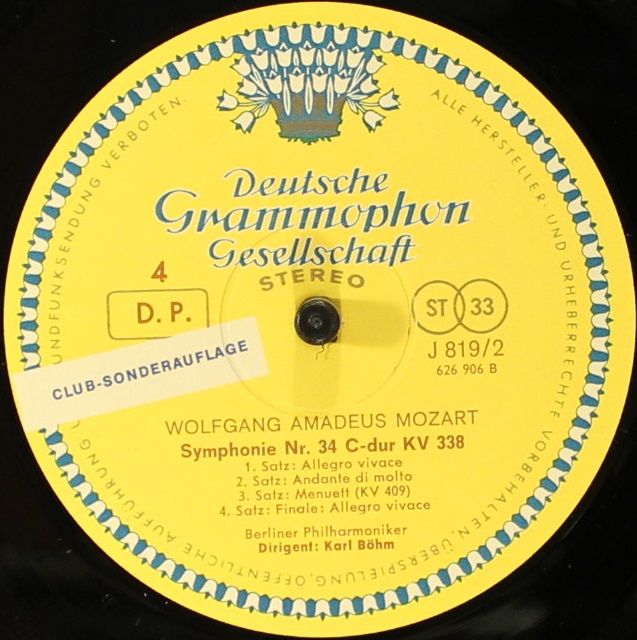 Deutsche
Grammophon
Gesellschaft
STEREO
4
D. P.
ST 33
J 819/2
626 906 B
CLUB-SONDERAUFLAGE
WOLFGANG AMADEUS MOZART
Symphonie Nr. 34 C-dur KV 338
1. Satz: Allegro vivace
2. Satz: Andante di molto
3. Satz: Menuett (KV 409)
4. Satz: Finale: Allegro vivace
Berliner Philharmoniker
Dirigent: Karl Böhm
ALLE HERSTELLER- UND URHEBERRECHTE VORBEHALTEN, ÜBERSPIELUNG, ÖFFENTLICHE AUFFÜHRUNG UNDFUNKSENDUNG VERBOTEN.